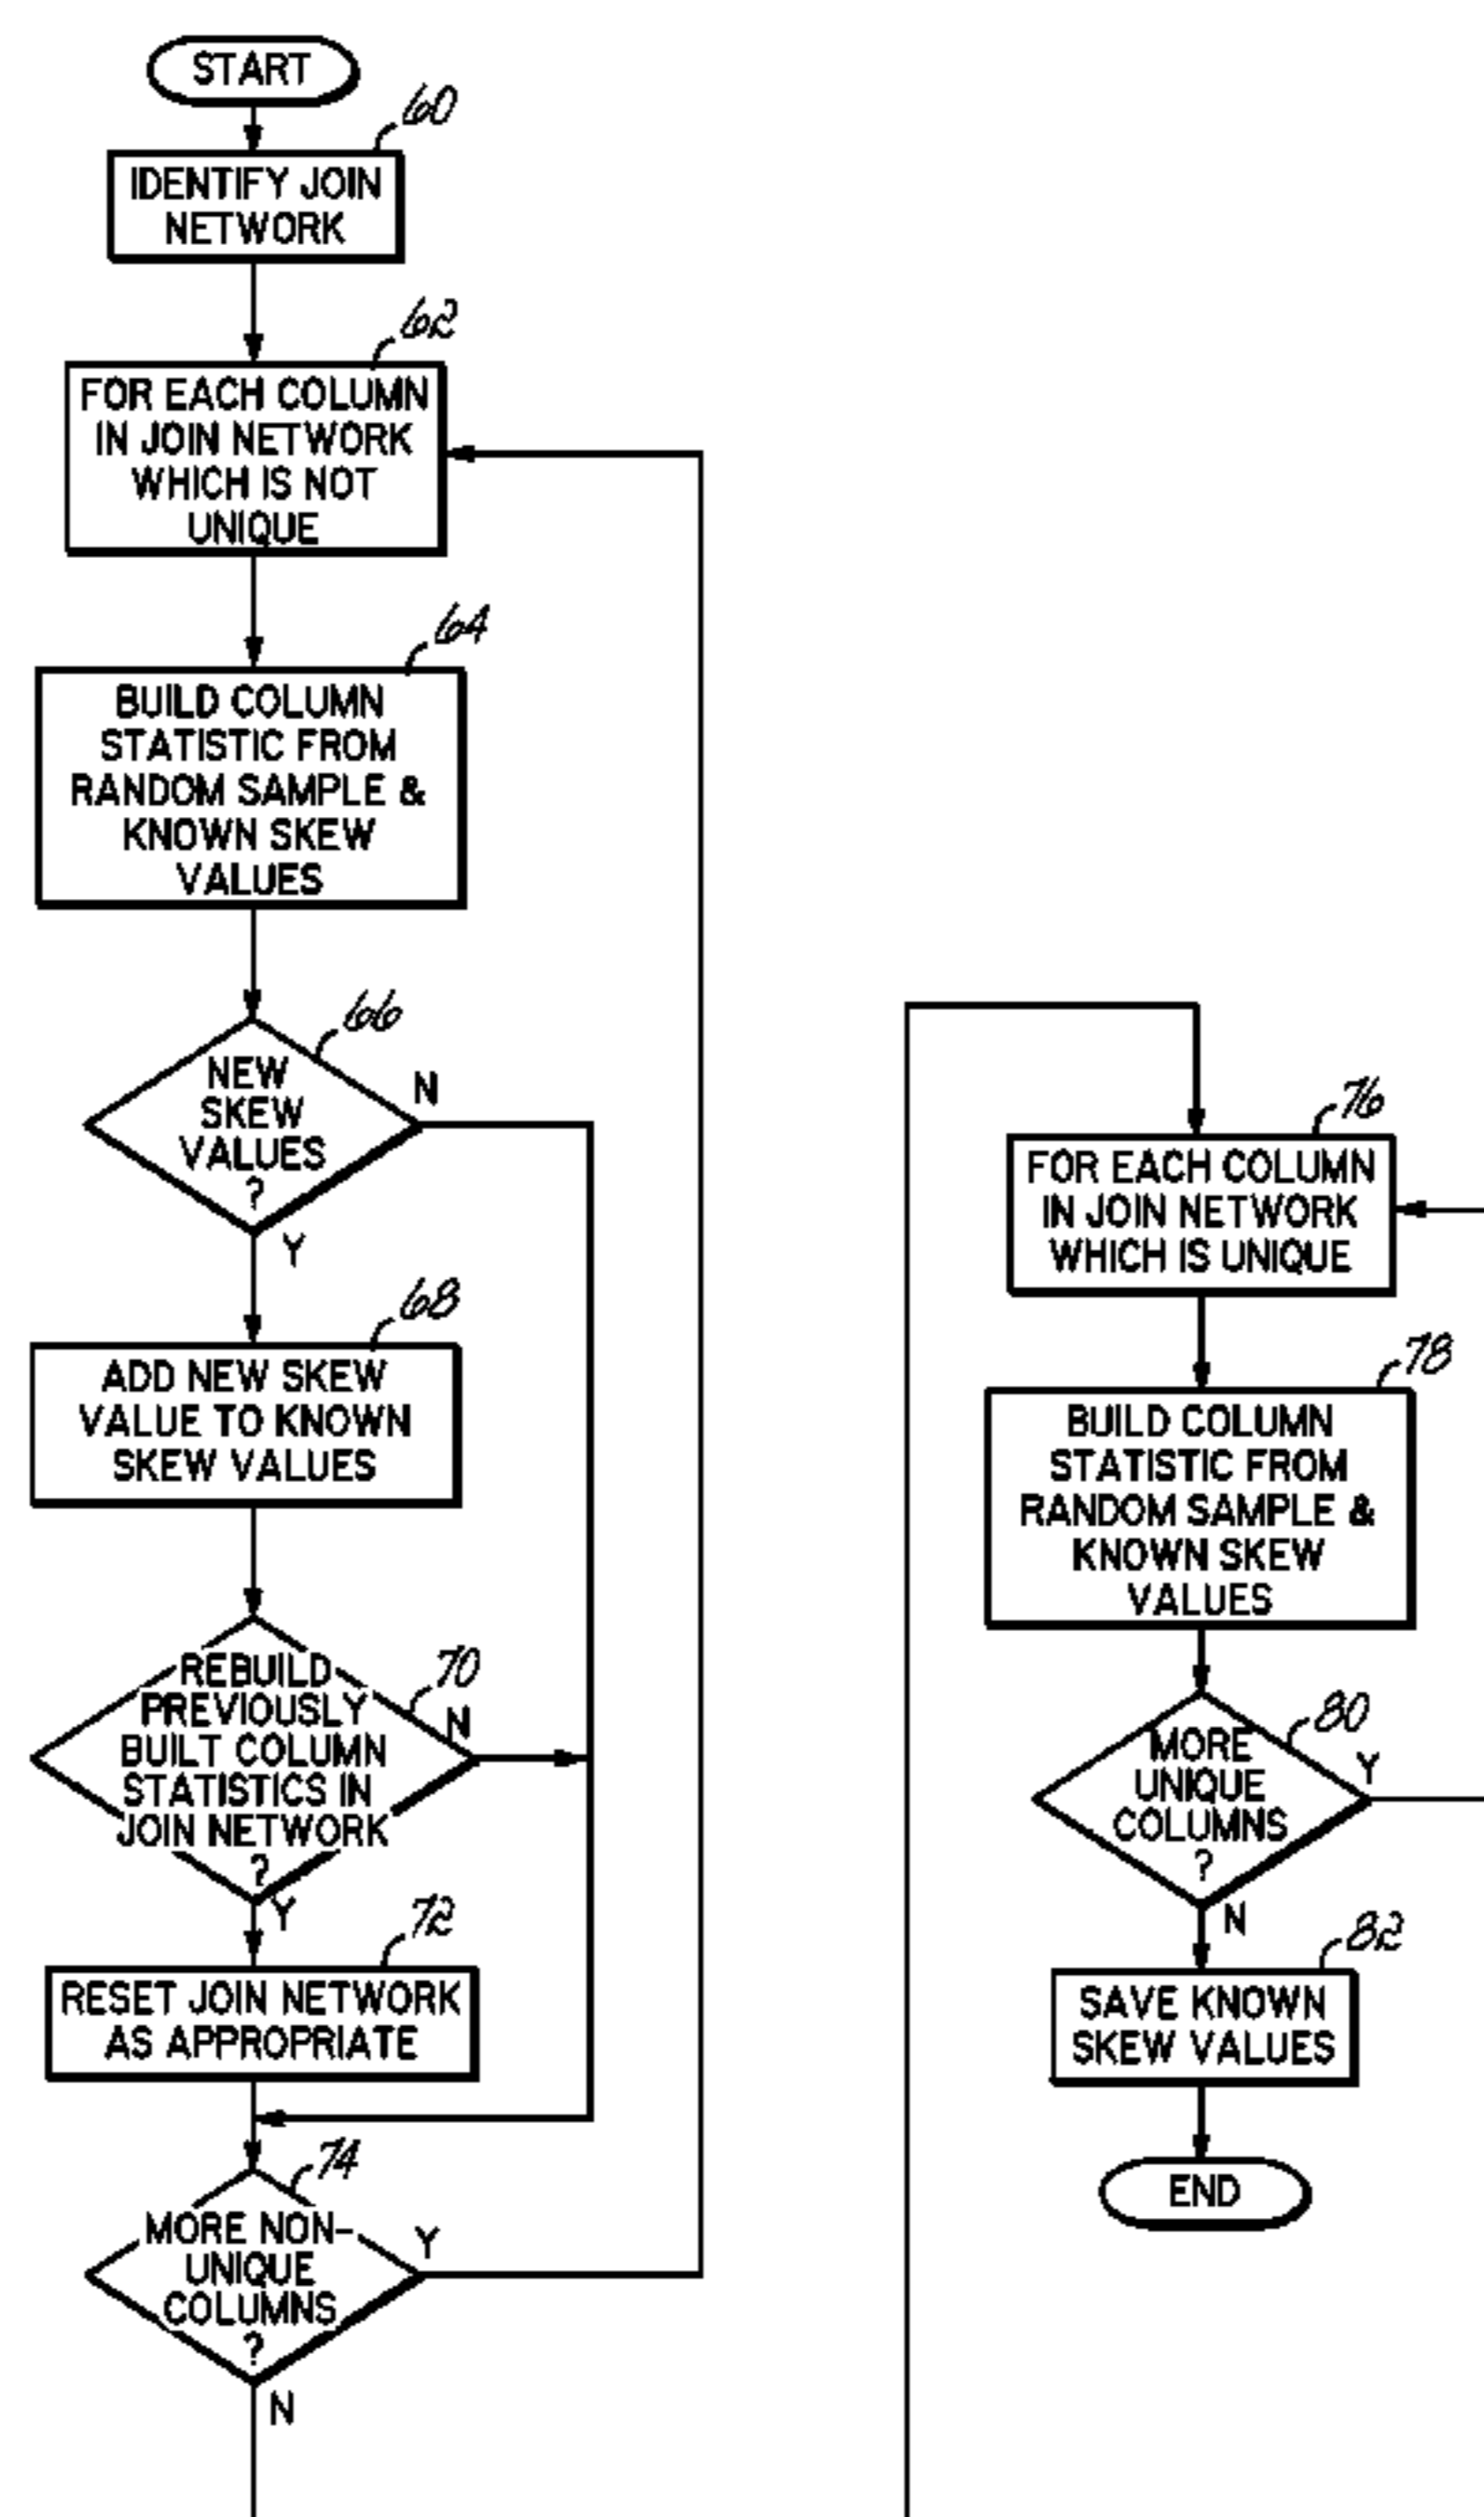 START
60
IDENTIFY JOIN
NETWORK
62
FOR EACH COLUMN
IN JOIN NETWORK
WHICH IS NOT
UNIQUE
64
BUILD COLUMN
STATISTIC FROM
RANDOM SAMPLE &
KNOWN SKEW
VALUES
66
NEW
SKEW
VALUES
?
N
Y
68
ADD NEW SKEW
VALUE TO KNOWN
SKEW VALUES
70
REBUILD
PREVIOUSLY
BUILT COLUMN
STATISTICS IN
JOIN NETWORK
?
N
Y
72
RESET JOIN NETWORK
AS APPROPRIATE
74
MORE NON-
UNIQUE
COLUMNS
?
Y
N
76
FOR EACH COLUMN
IN JOIN NETWORK
WHICH IS UNIQUE
78
BUILD COLUMN
STATISTIC FROM
RANDOM SAMPLE &
KNOWN SKEW
VALUES
80
MORE
UNIQUE
COLUMNS
?
Y
N
82
SAVE KNOWN
SKEW VALUES
END